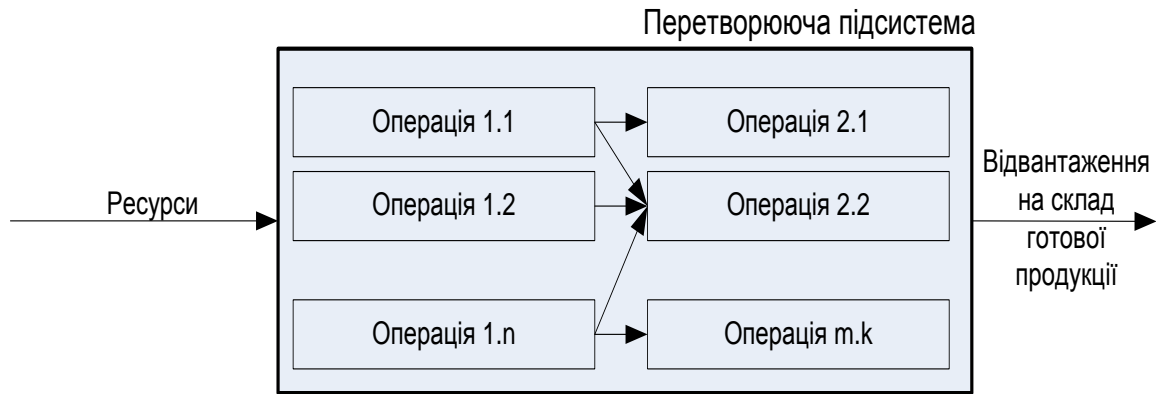 Перетворююча підсистема
Операція 1.1
Операція 2.1
Ресурси
Операція 1.2
Операція 2.2
Операція 1.n
Операція m.k
Відвантаження
на склад
готової
продукції